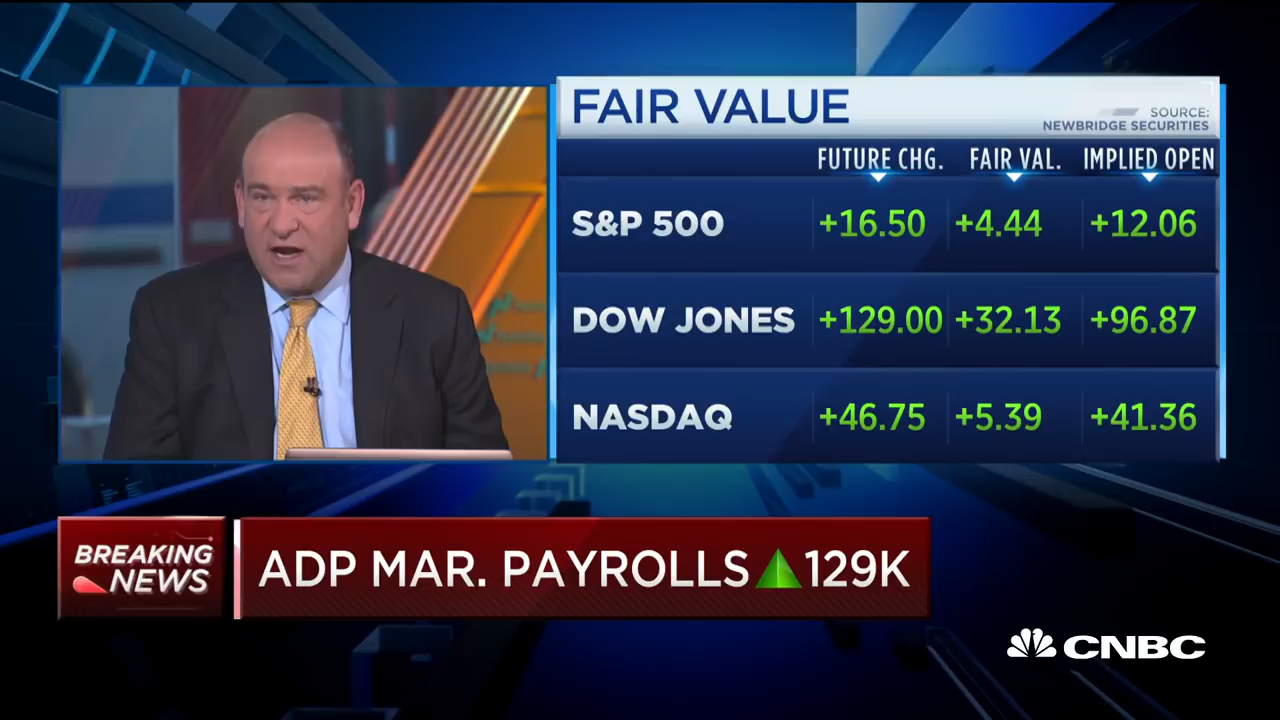 FAIR VALUE
SOURCE:
NEWBRIDGE SECURITIES
FUTURE CHG. FAIR VAL. IMPLIED OPEN
S&P 500 +16.50 +4.44 +12.06
DOW JONES +129.00 +32.13 +96.87
NASDAQ +46.75 +5.39 +41.36
BREAKING
NEWS
ADP MAR. PAYROLLS ▲129K
CNBC